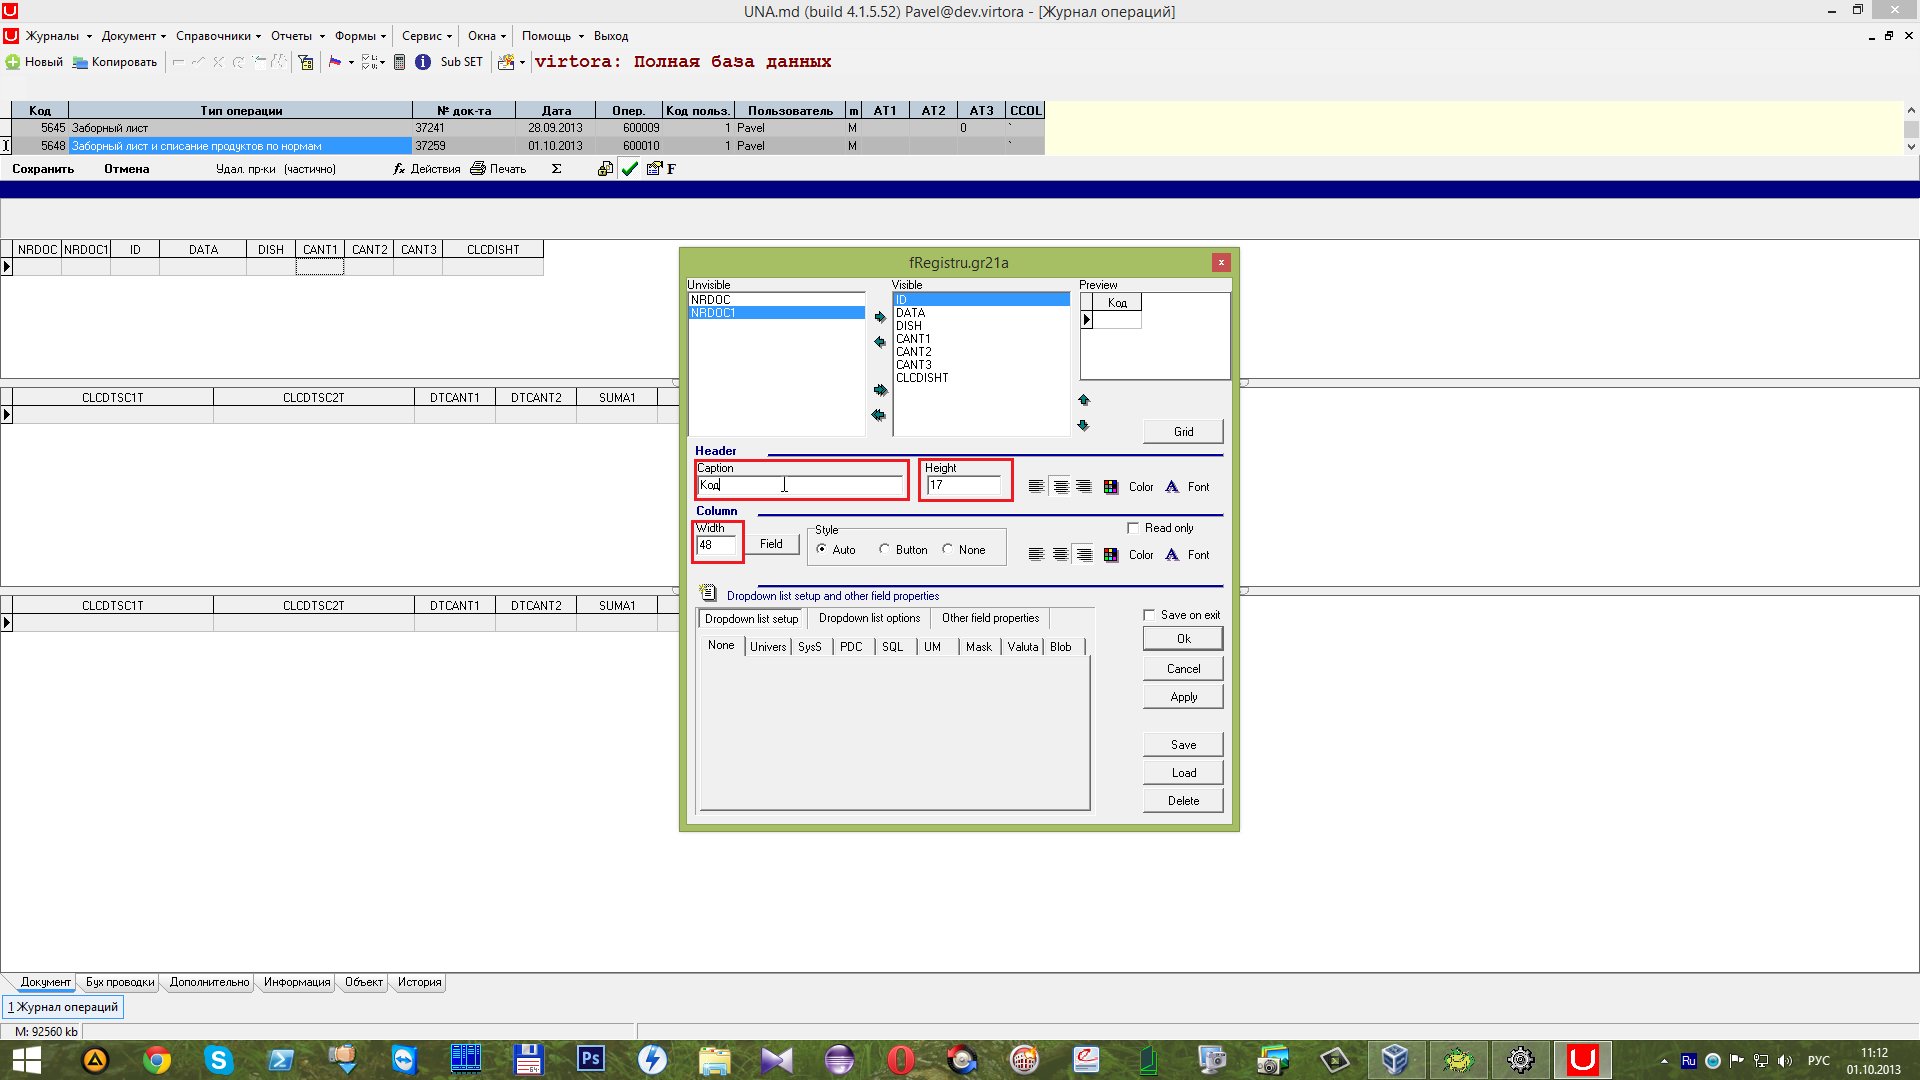 UNA.md (build 4.1.5.52) Pavel@dev.virtora - [Журнал операций]
Журналы Документ Справочники Отчеты Формы Сервис Окна Помощь Выход
Новый Копировать Sub SET virtora: Полная база данных
Код Тип операции № док-та Дата Опер. Код польз. Пользователь m AT1 AT2 AT3 CCOL
5645 Заборный лист 37241 28.09.2013 600009 1 Pavel M 0 `
5648 Заборный лист и списание продуктов по нормам 37259 01.10.2013 600010 1 Pavel M `
Сохранить Отмена Удал. пр-ки (частично) fx Действия Печать Σ F
NRDOC NRDOC1 ID DATA DISH CANT1 CANT2 CANT3 CLCDISHT
fRegistru.gr21a
Unvisible Visible Preview
NRDOC ID Код
NRDOC1 DATA
DISH
CANT1
CANT2
CANT3
CLCDISHT
CLCDTSC1T CLCDTSC2T DTCANT1 DTCANT2 SUMA1
Grid
Header
Caption Height
Код 17 Color Font
Column
Width Style Read only
48 Field Auto Button None Color Font
Dropdown list setup and other field properties
CLCDTSC1T CLCDTSC2T DTCANT1 DTCANT2 SUMA1
Dropdown list setup Dropdown list options Other field properties Save on exit
None Univers SysS PDC SQL UM Mask Valuta Blob Ok
Cancel
Apply
Save
Load
Delete
Документ Бух проводки Дополнительно Информация Объект История
1 Журнал операций
M: 92560 kb
Ps Ru РУС 11:12
01.10.2013